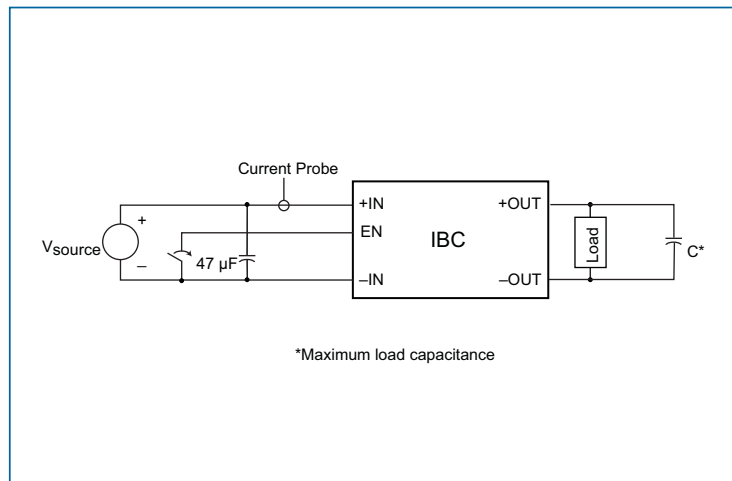 Current Probe
+IN
+OUT
+
EN
IBC
Load
Vsource
47 µF
C*
–
–IN
–OUT
*Maximum load capacitance